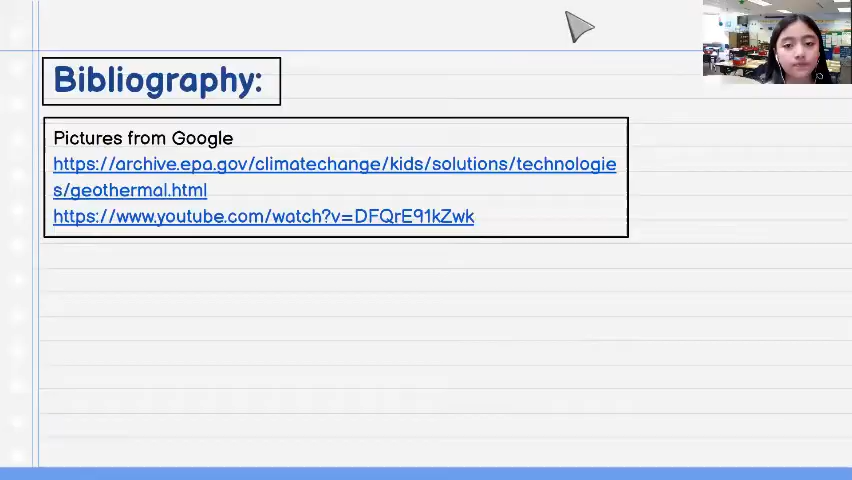 Bibliography:
Pictures from Google
https://archive.epa.gov/climatechange/kids/solutions/technologie
s/geothermal.html
https://www.youtube.com/watch?v=DFQrE91kZwk